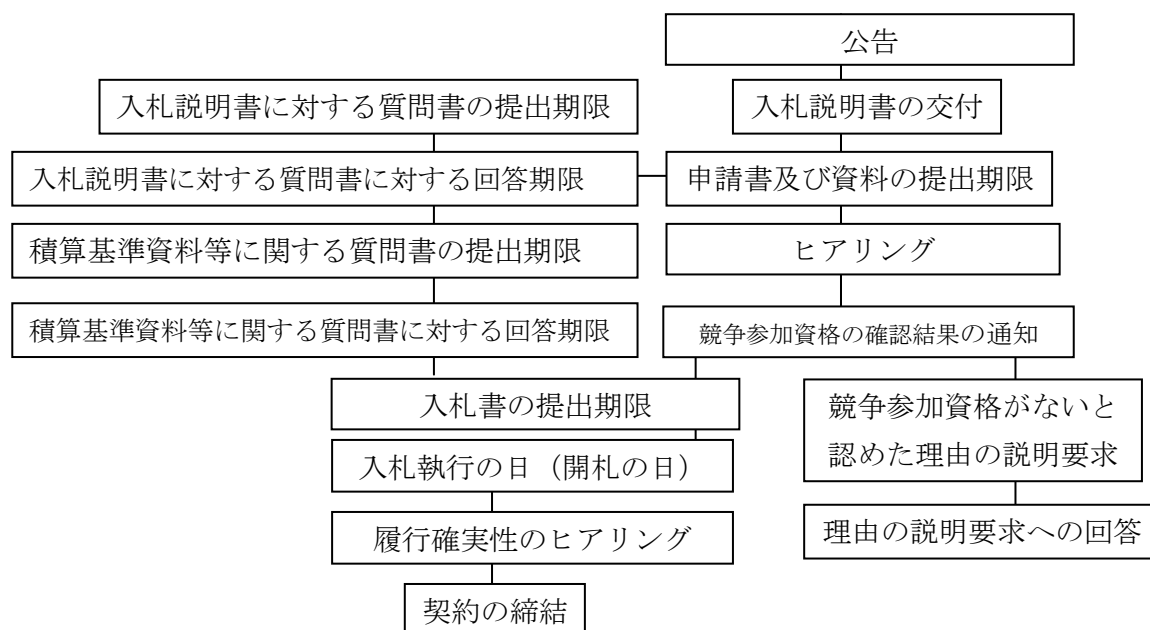 公告
入札説明書に対する質問書の提出期限
入札説明書の交付
入札説明書に対する質問書に対する回答期限
申請書及び資料の提出期限
積算基準資料等に関する質問書の提出期限
ヒアリング
積算基準資料等に関する質問書に対する回答期限
競争参加資格の確認結果の通知
入札書の提出期限
競争参加資格がないと
認めた理由の説明要求
入札執行の日（開札の日）
履行確実性のヒアリング
理由の説明要求への回答
契約の締結